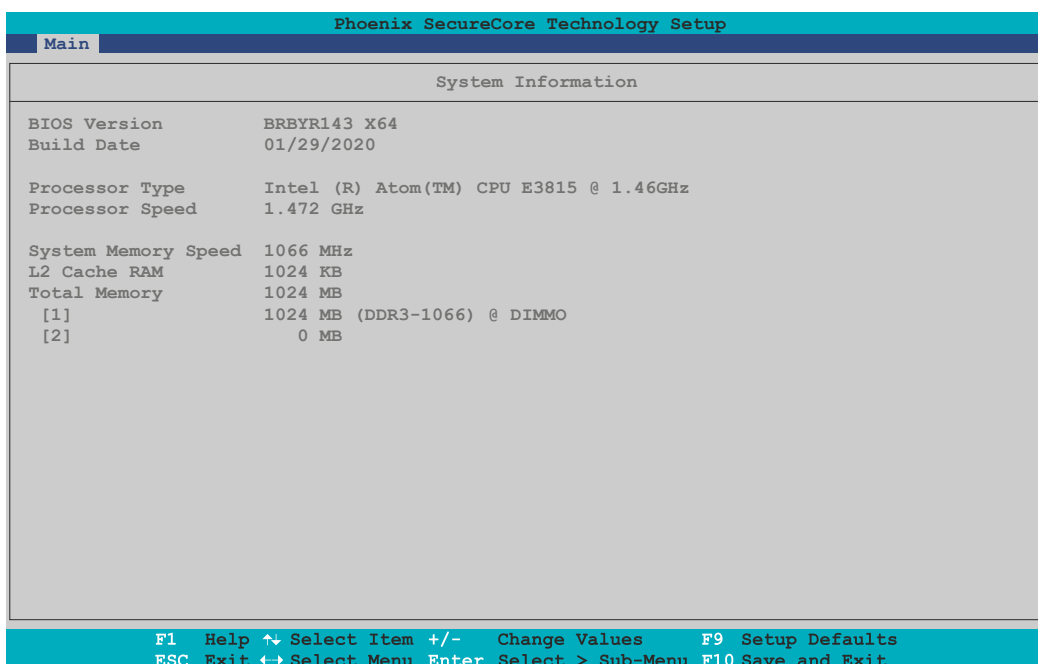 Phoenix SecureCore Technology Setup
Main
System Information
BIOS Version BRBYR143 X64
Build Date 01/29/2020
Processor Type Intel (R) Atom(TM) CPU E3815 @ 1.46GHz
Processor Speed 1.472 GHz
System Memory Speed 1066 MHz
L2 Cache RAM 1024 KB
Total Memory 1024 MB
[1] 1024 MB (DDR3-1066) @ DIMMO
[2] 0 MB
F1 Help ↑↓ Select Item +/- Change Values F9 Setup Defaults
ESC Exit ←→ Select Menu Enter Select > Sub-Menu F10 Save and Exit